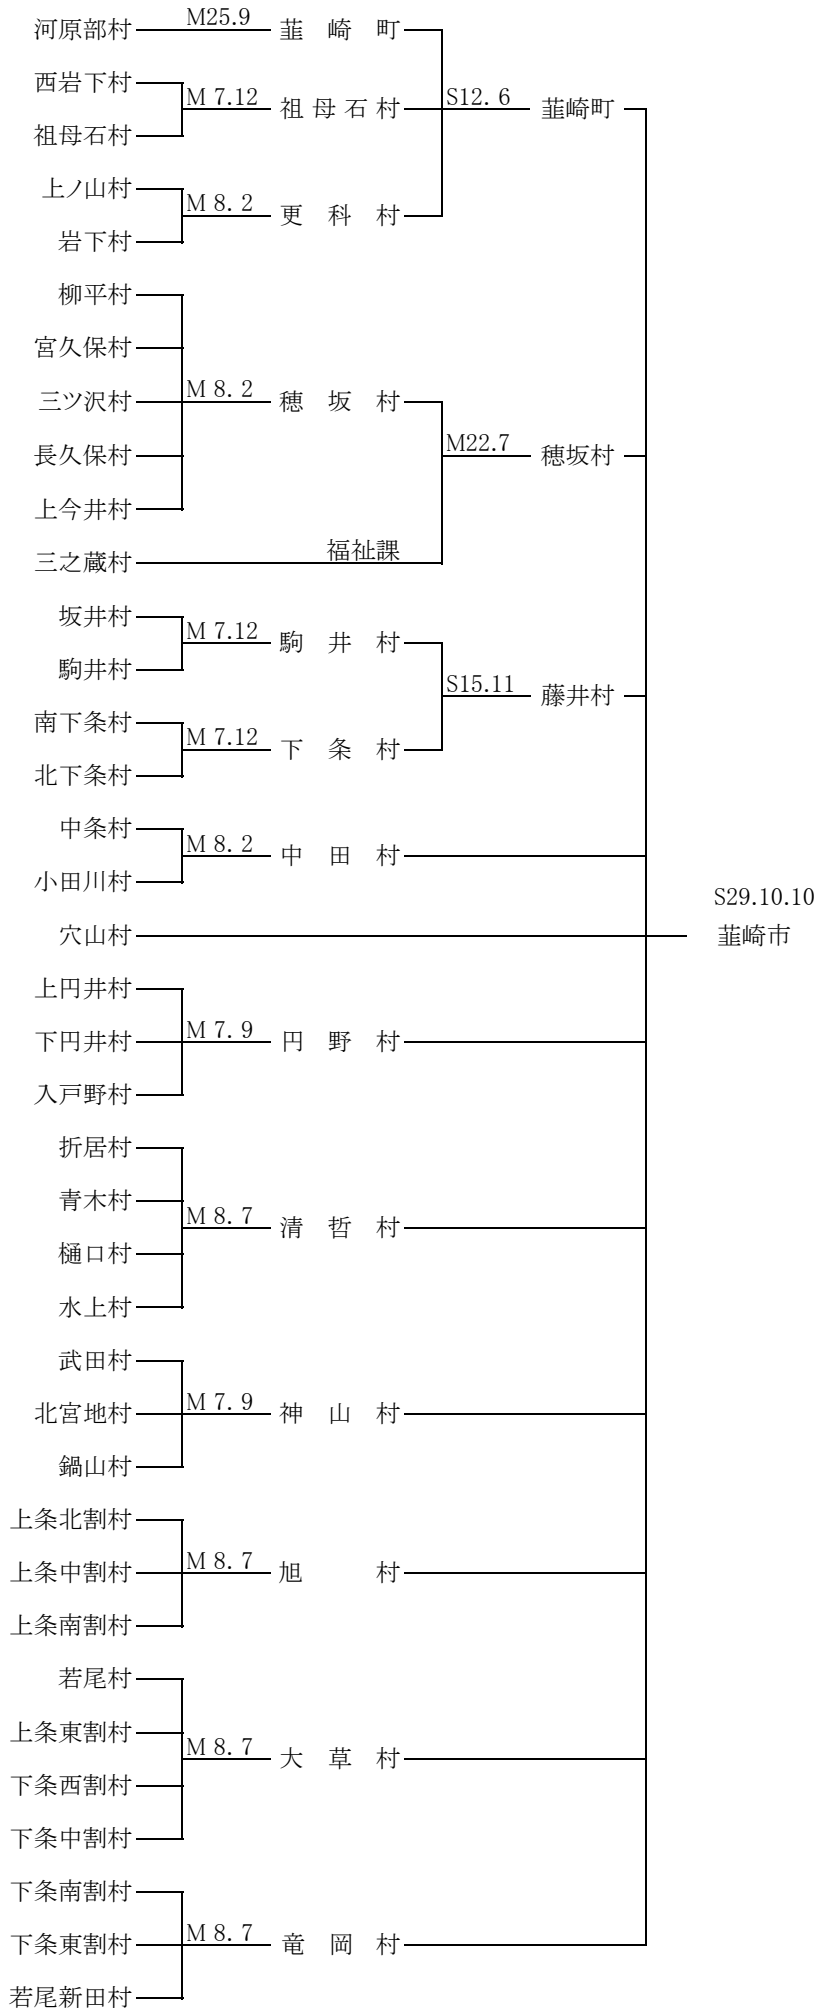 河原部村 M25.9 韮崎町
西岩下村
M 7.12 祖母石村 S12. 6 韮崎町
祖母石村
上ノ山村
M 8. 2 更科村
岩下村
柳平村
宮久保村
三ツ沢村 M 8. 2 穂坂村
M22.7 穂坂村
長久保村
上今井村
三之蔵村 福祉課
坂井村
M 7.12 駒井村
駒井村
S15.11 藤井村
南下条村
M 7.12 下条村
北下条村
中条村
M 8. 2 中田村
小田川村
S29.10.10
穴山村 韮崎市
上円井村
下円井村 M 7. 9 円野村
入戸野村
折居村
青木村
M 8. 7 清哲村
樋口村
水上村
武田村
北宮地村 M 7. 9 神山村
鍋山村
上条北割村
上条中割村 M 8. 7 旭村
上条南割村
若尾村
上条東割村
M 8. 7 大草村
下条西割村
下条中割村
下条南割村
下条東割村 M 8. 7 竜岡村
若尾新田村